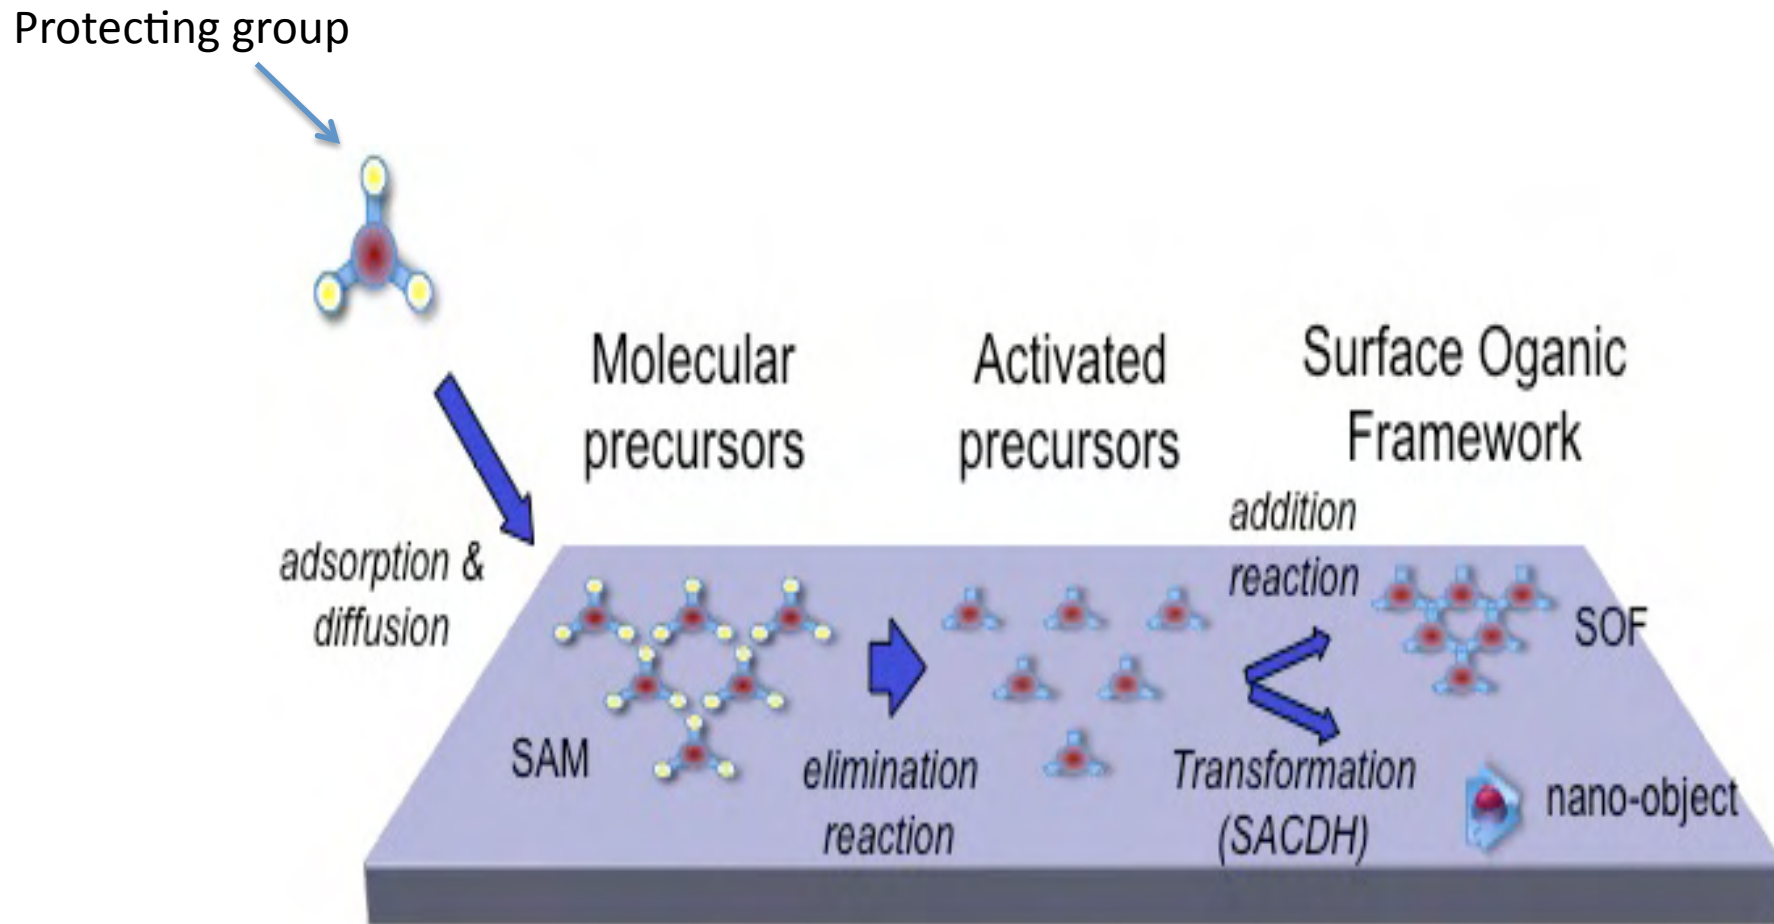 Protecting group
Molecular
precursors
Activated
precursors
Surface Oganic
Framework
adsorption &
diffusion
addition
reaction
SAM
elimination
reaction
Transformation
(SACDH)
SOF
nano-object